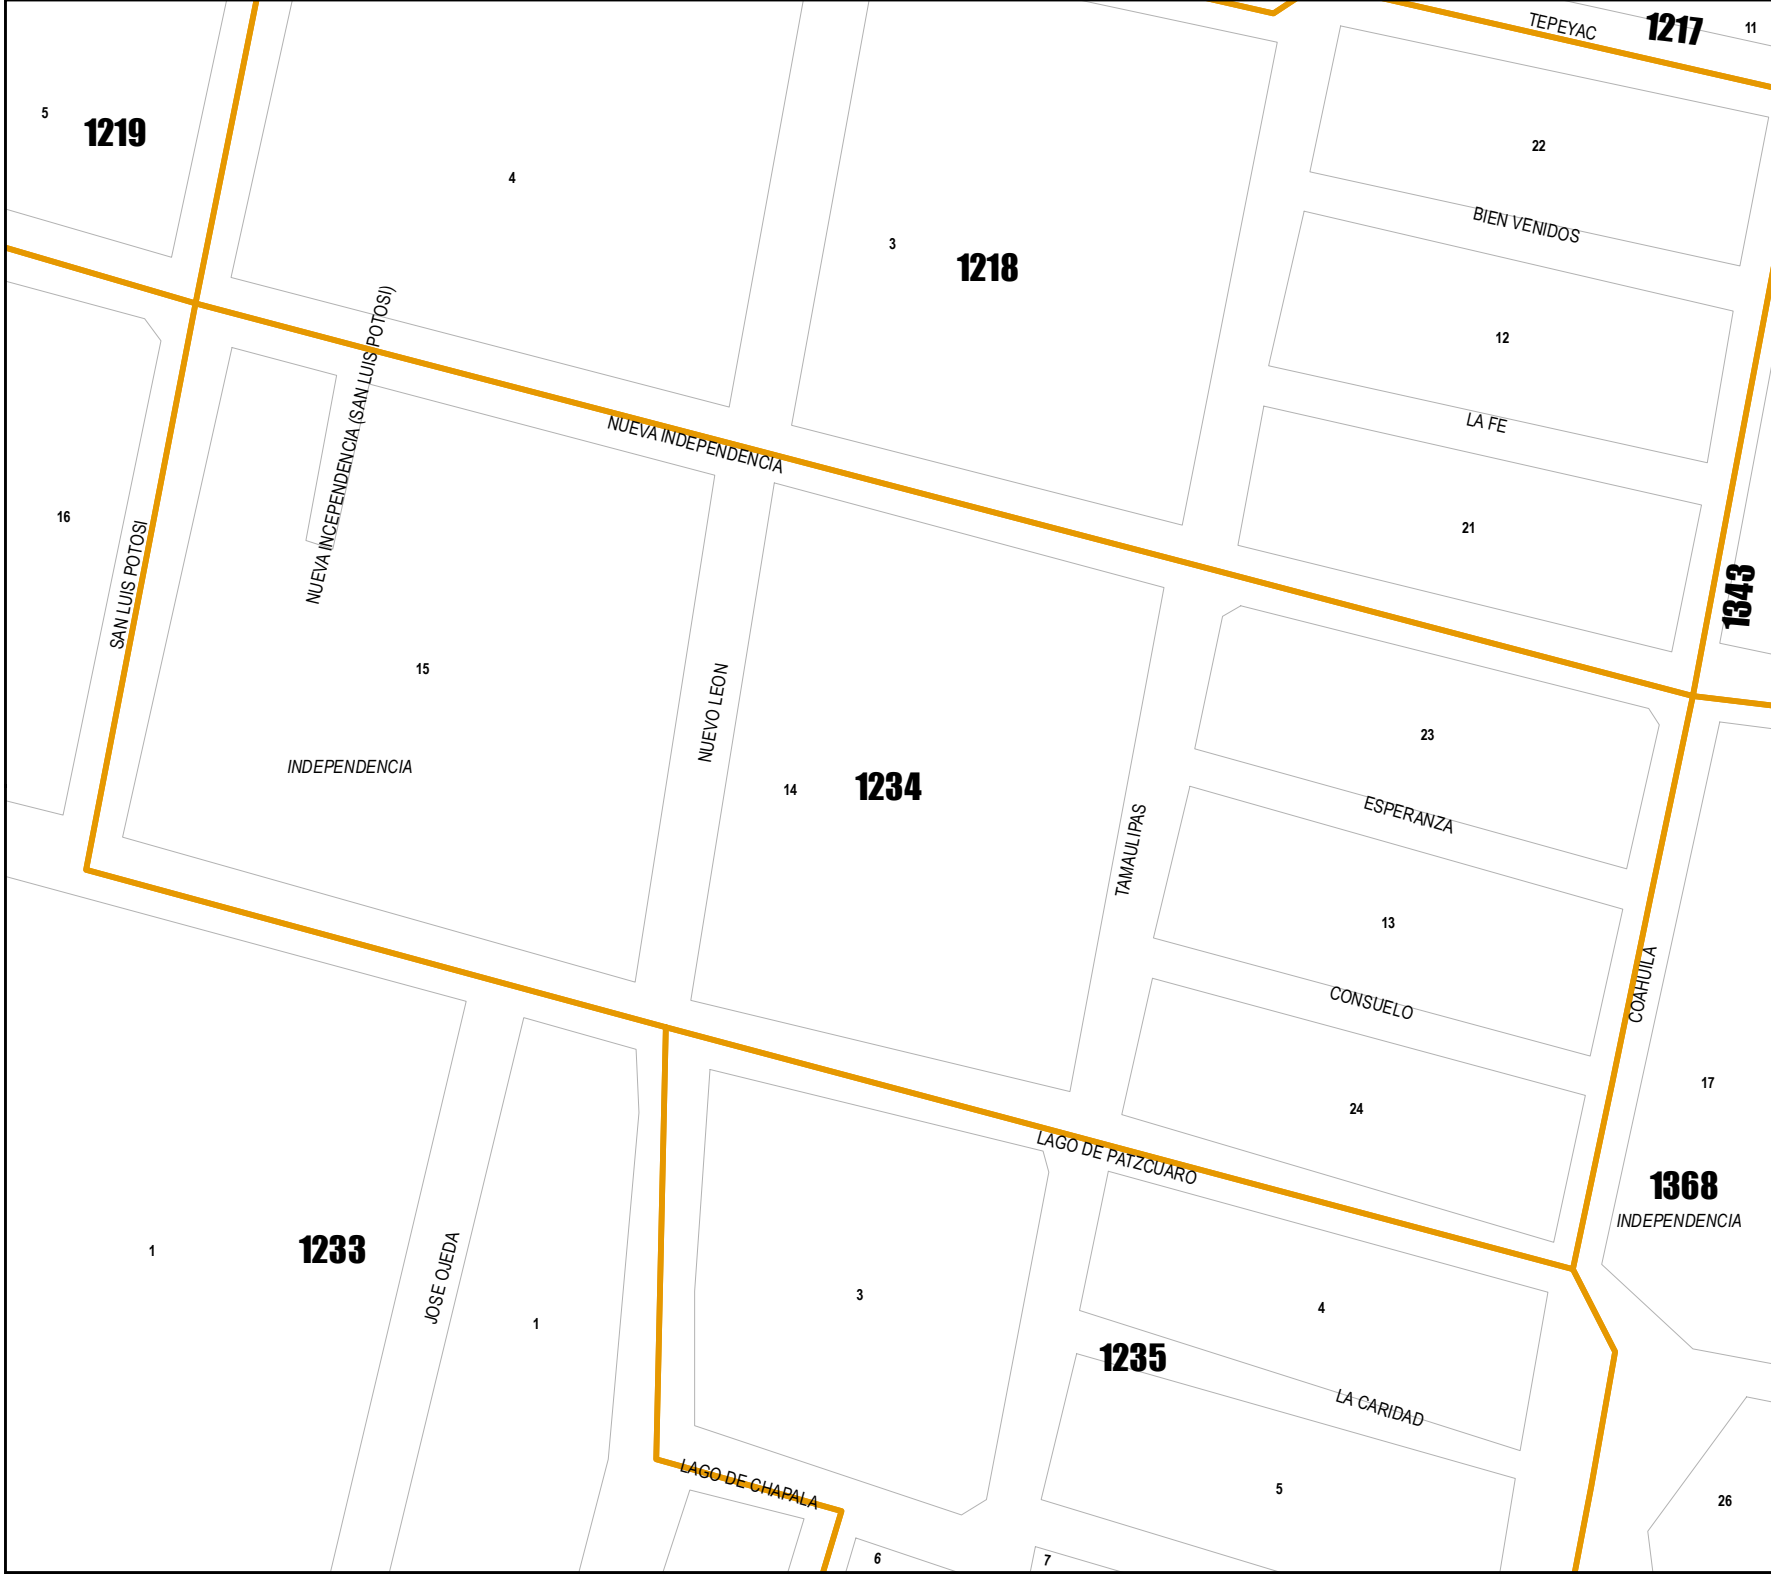 TEPEYAC
1217
11
5
1219
22
4
BIEN VENIDOS
3
1218
12
NUEVA INCEPENDENCIA (SAN LUIS POTOSI)
NUEVA INDEPENDENCIA
LA FE
16
21
SAN LUIS POTOSI
1343
15
NUEVO LEON
23
INDEPENDENCIA
14
1234
ESPERANZA
TAMAULIPAS
13
COAHUILA
CONSUELO
17
24
LAGO DE PATZCUARO
1368
INDEPENDENCIA
1
1233
JOSE OJEDA
1
3
4
1235
LA CARIDAD
LAGO DE CHAPALA
5
26
6
7